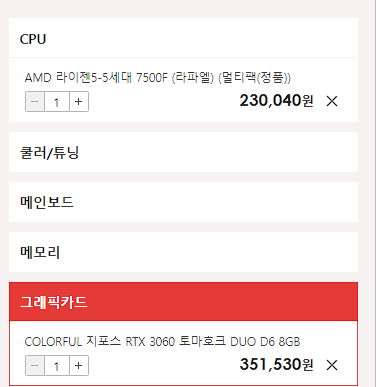 CPU
AMD 라이젠5-5세대 7500F (라파엘) (멀티팩(정품))
− 1 + 230,040원 ×
쿨러/튜닝
메인보드
메모리
그래픽카드
COLORFUL 지포스 RTX 3060 토마호크 DUO D6 8GB
− 1 + 351,530원 ×